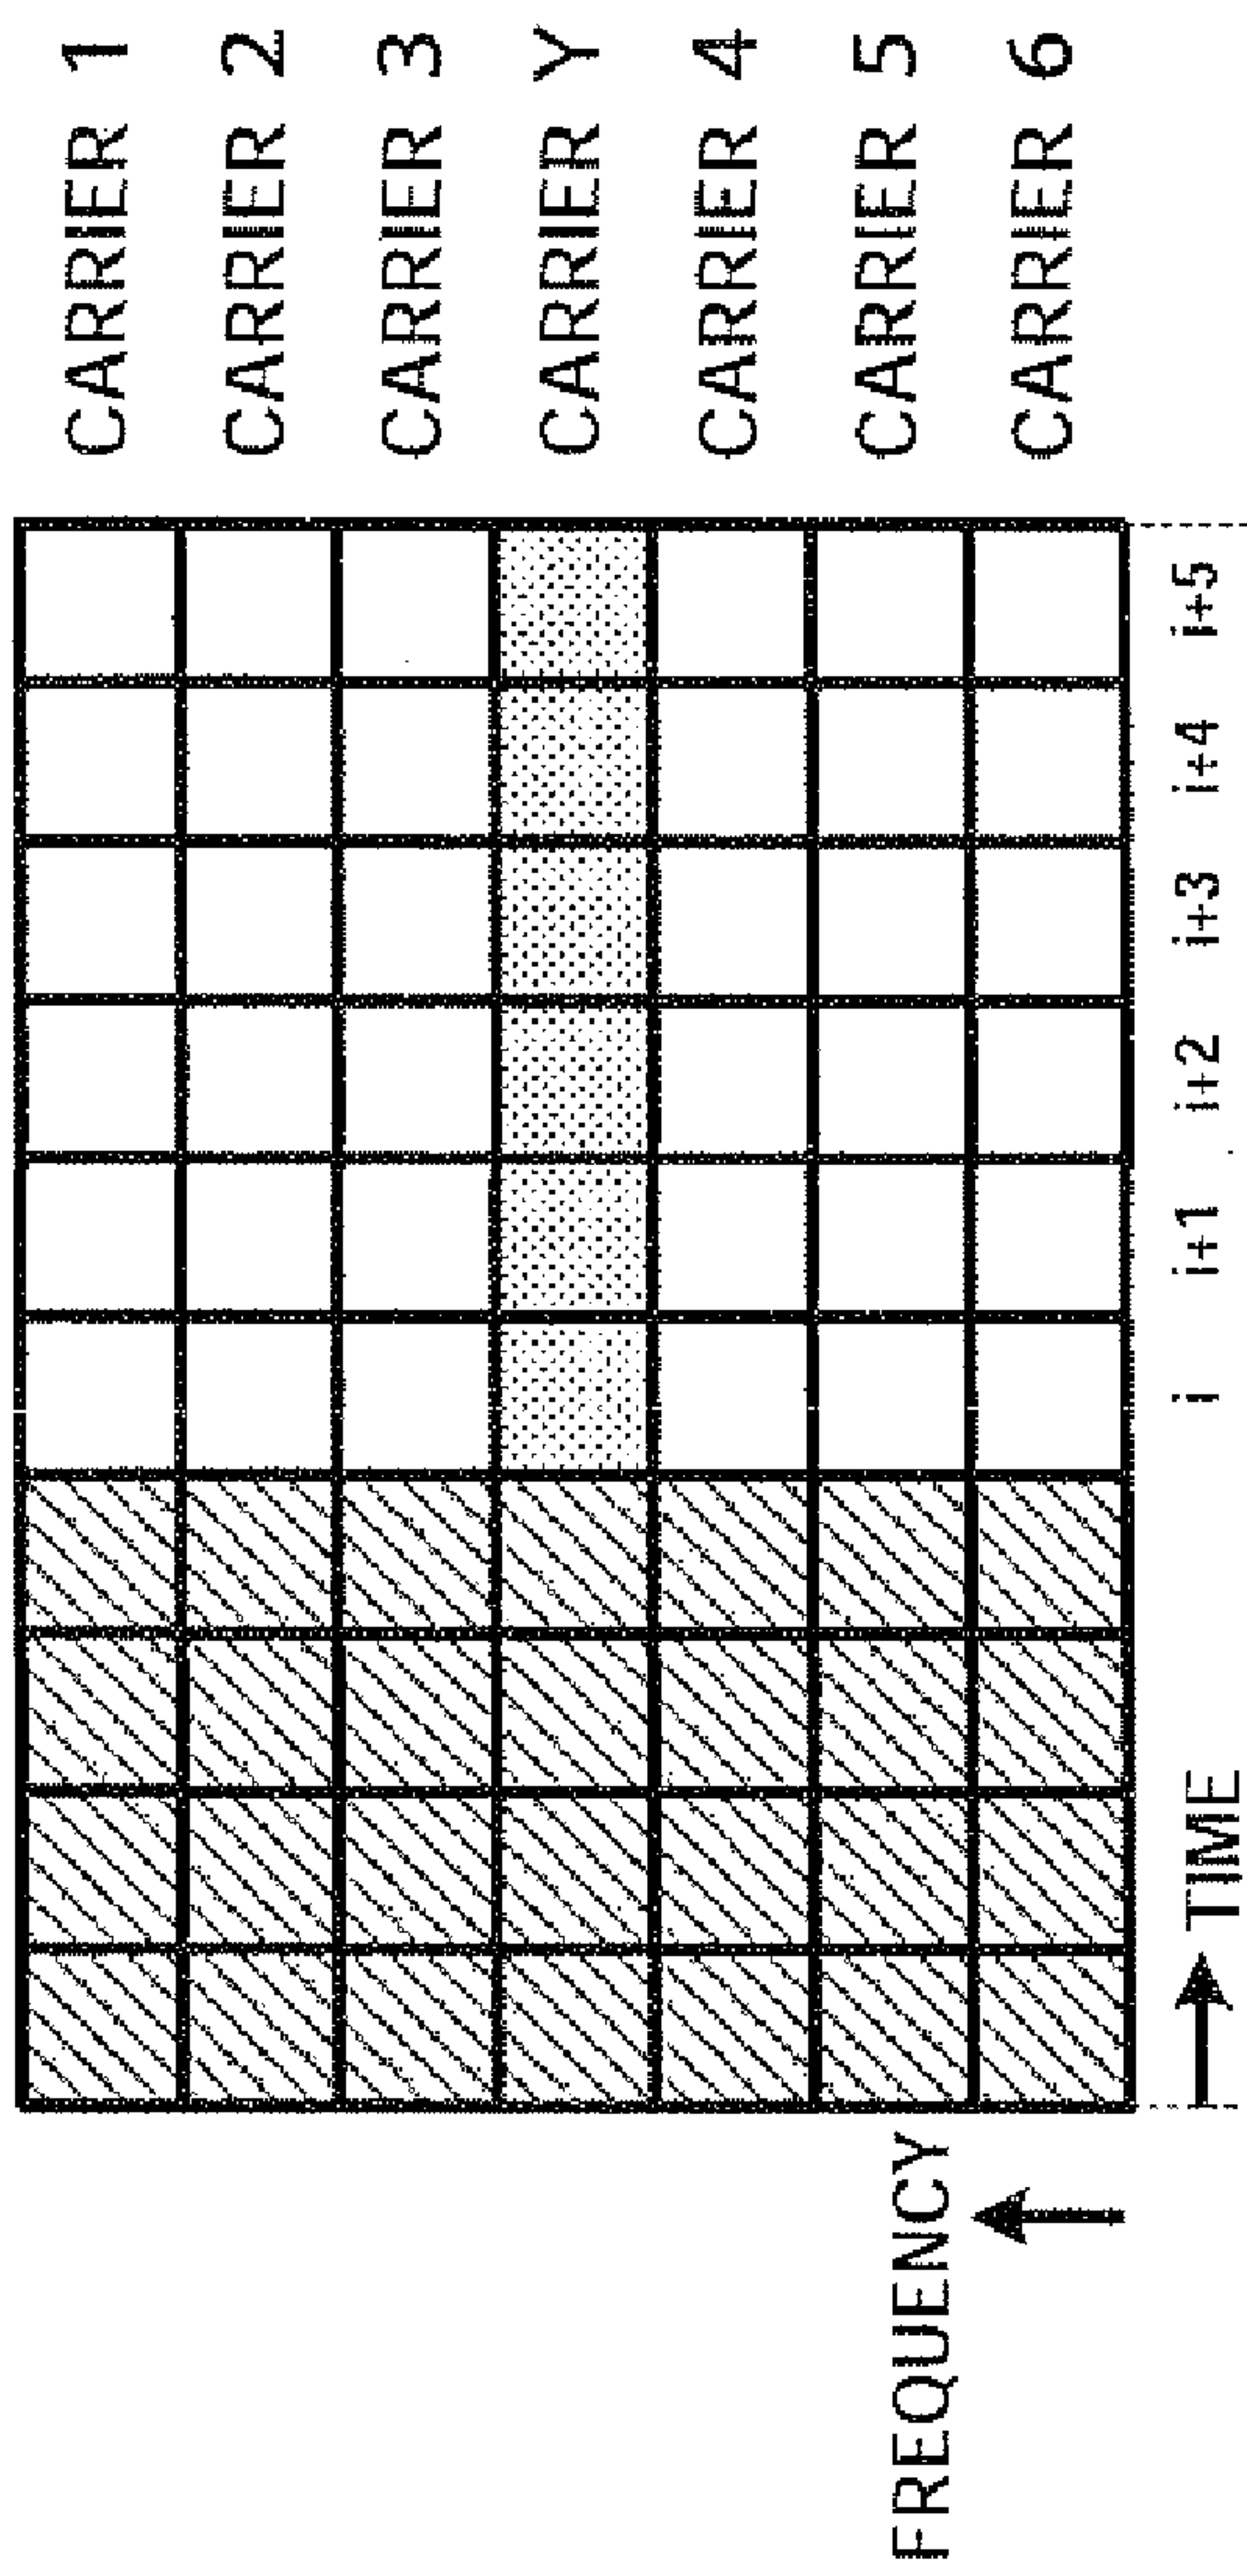 CARRIER 1
CARRIER 2
CARRIER 3
CARRIER Y
CARRIER 4
CARRIER 5
CARRIER 6
FREQUENCY
TIME
i
i+1
i+2
i+3
i+4
i+5